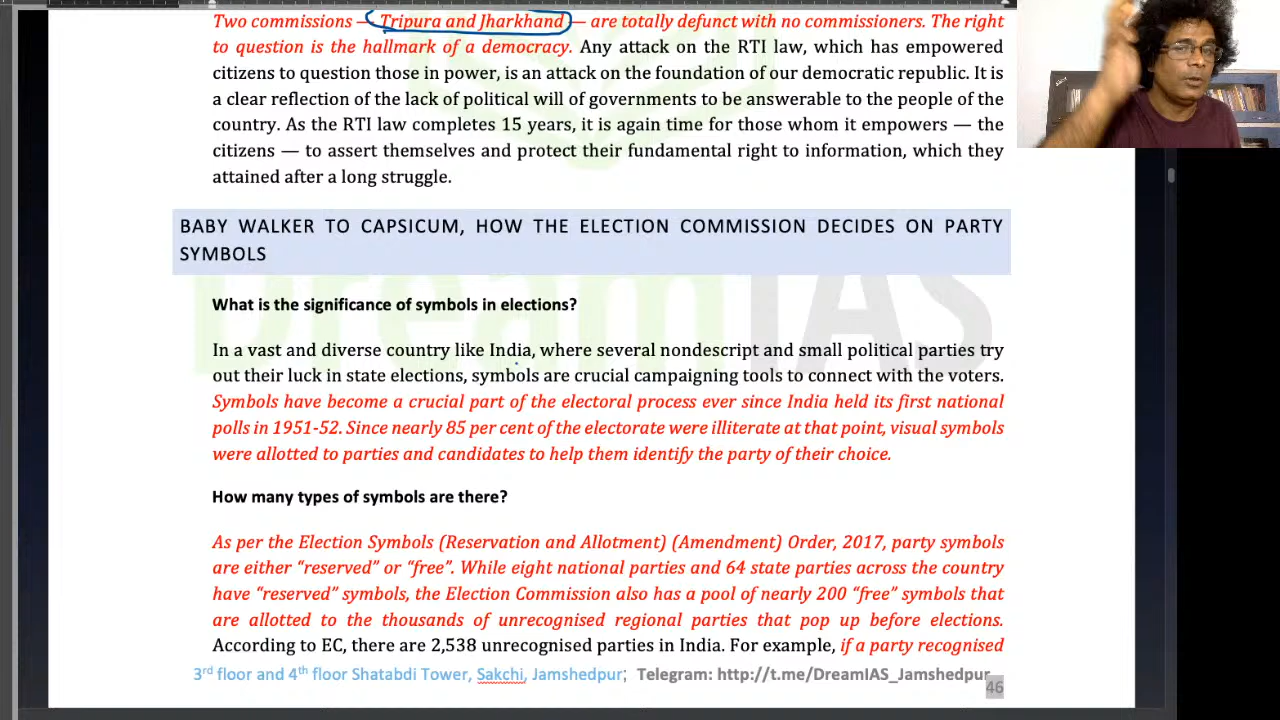 Two commissions — Tripura and Jharkhand — are totally defunct with no commissioners. The right
to question is the hallmark of a democracy. Any attack on the RTI law, which has empowered
citizens to question those in power, is an attack on the foundation of our democratic republic. It is
a clear reflection of the lack of political will of governments to be answerable to the people of the
country. As the RTI law completes 15 years, it is again time for those whom it empowers — the
citizens — to assert themselves and protect their fundamental right to information, which they
attained after a long struggle.
BABY WALKER TO CAPSICUM, HOW THE ELECTION COMMISSION DECIDES ON PARTY
SYMBOLS
DreamIAS
What is the significance of symbols in elections?
In a vast and diverse country like India, where several nondescript and small political parties try
out their luck in state elections, symbols are crucial campaigning tools to connect with the voters.
Symbols have become a crucial part of the electoral process ever since India held its first national
polls in 1951-52. Since nearly 85 per cent of the electorate were illiterate at that point, visual symbols
were allotted to parties and candidates to help them identify the party of their choice.
How many types of symbols are there?
As per the Election Symbols (Reservation and Allotment) (Amendment) Order, 2017, party symbols
are either “reserved” or “free”. While eight national parties and 64 state parties across the country
have “reserved” symbols, the Election Commission also has a pool of nearly 200 “free” symbols that
are allotted to the thousands of unrecognised regional parties that pop up before elections.
According to EC, there are 2,538 unrecognised parties in India. For example, if a party recognised
3rd floor and 4th floor Shatabdi Tower, Sakchi, Jamshedpur; Telegram: http://t.me/DreamIAS_Jamshedpur
46